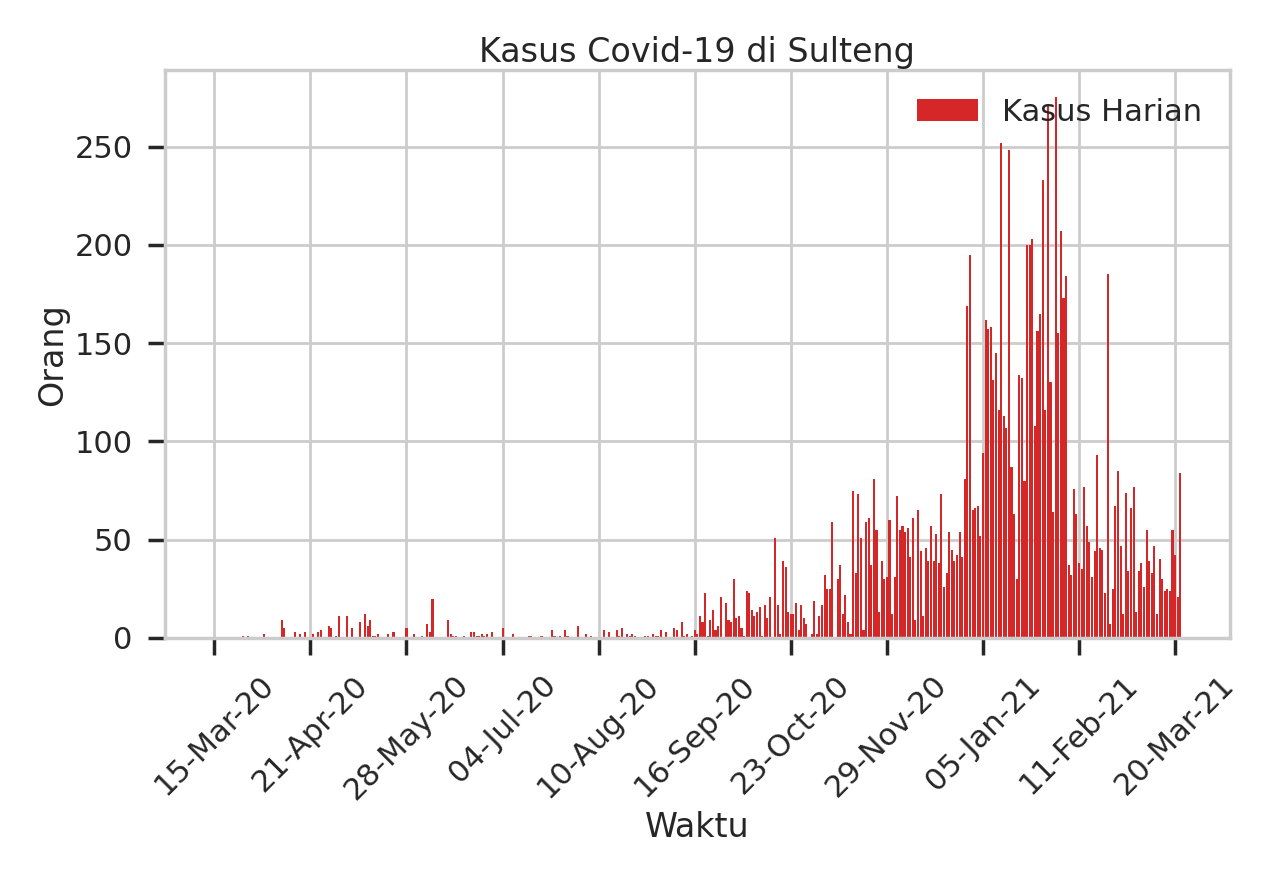 Kasus Covid-19 di Sulteng
Kasus Harian
Orang
250
200
150
100
50
0
15-Mar-20
21-Apr-20
28-May-20
04-Jul-20
10-Aug-20
16-Sep-20
23-Oct-20
29-Nov-20
05-Jan-21
11-Feb-21
20-Mar-21
Waktu